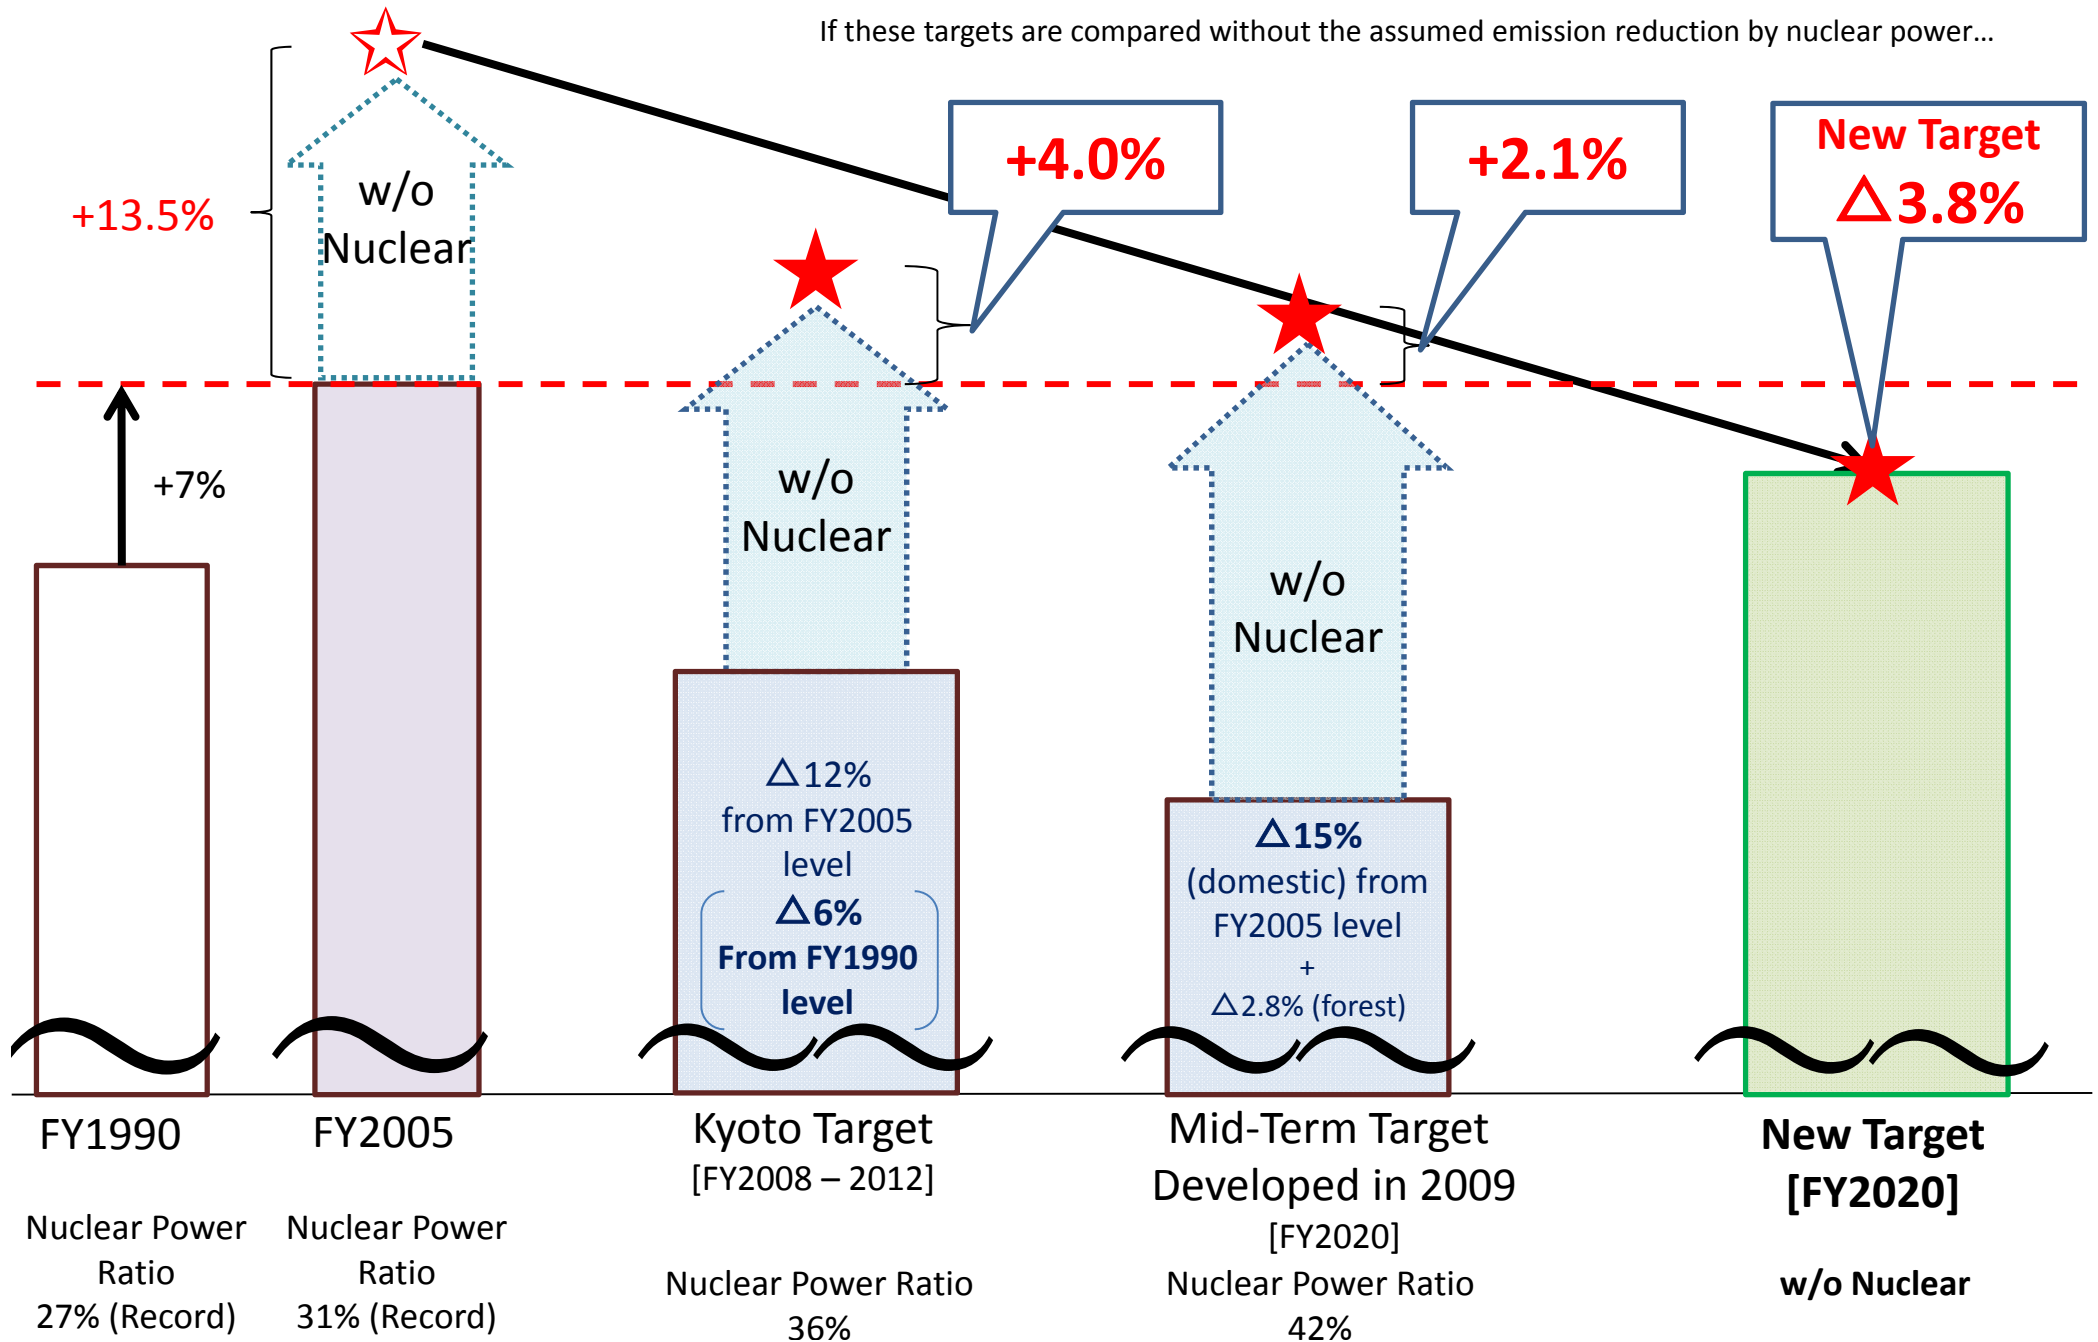 If these targets are compared without the assumed emission reduction by nuclear power...
+13.5%
w/o
Nuclear
+4.0%
+2.1%
New Target
△3.8%
+7%
w/o
Nuclear
w/o
Nuclear
△12%
from FY2005
level
△6%
From FY1990
level
△15%
(domestic) from
FY2005 level
+
△2.8% (forest)
FY1990
Nuclear Power
Ratio
27% (Record)
FY2005
Nuclear Power
Ratio
31% (Record)
Kyoto Target
[FY2008 – 2012]
Nuclear Power Ratio
36%
Mid-Term Target
Developed in 2009
[FY2020]
Nuclear Power Ratio
42%
New Target
[FY2020]
w/o Nuclear